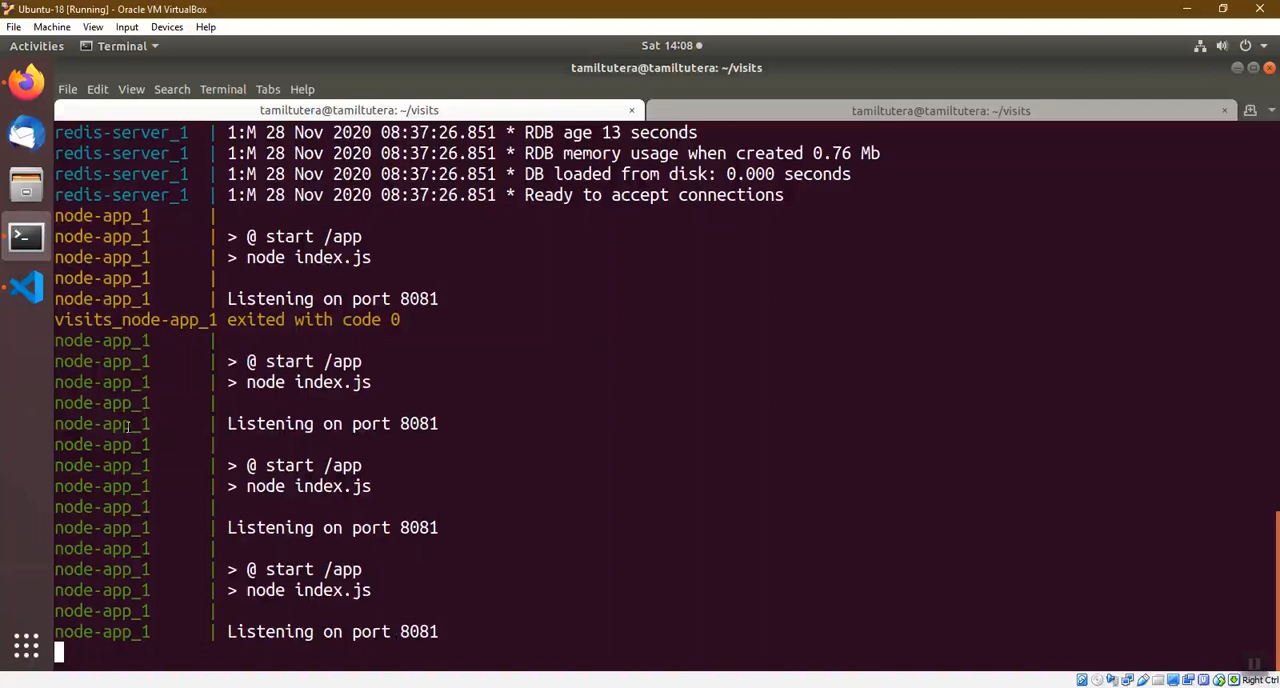 Ubuntu-18 [Running] - Oracle VM VirtualBox
File Machine View Input Devices Help
Activities Terminal Sat 14:08
tamiltutera@tamiltutera: ~/visits
File Edit View Search Terminal Tabs Help
tamiltutera@tamiltutera: ~/visits × tamiltutera@tamiltutera: ~/visits ×
redis-server_1 | 1:M 28 Nov 2020 08:37:26.851 * RDB age 13 seconds
redis-server_1 | 1:M 28 Nov 2020 08:37:26.851 * RDB memory usage when created 0.76 Mb
redis-server_1 | 1:M 28 Nov 2020 08:37:26.851 * DB loaded from disk: 0.000 seconds
redis-server_1 | 1:M 28 Nov 2020 08:37:26.851 * Ready to accept connections
node-app_1 |
node-app_1 | > @ start /app
node-app_1 | > node index.js
node-app_1 |
node-app_1 | Listening on port 8081
visits_node-app_1 exited with code 0
node-app_1 |
node-app_1 | > @ start /app
node-app_1 | > node index.js
node-app_1 |
node-app_1 | Listening on port 8081
node-app_1 |
node-app_1 | > @ start /app
node-app_1 | > node index.js
node-app_1 |
node-app_1 | Listening on port 8081
node-app_1 |
node-app_1 | > @ start /app
node-app_1 | > node index.js
node-app_1 |
node-app_1 | Listening on port 8081
Right Ctrl